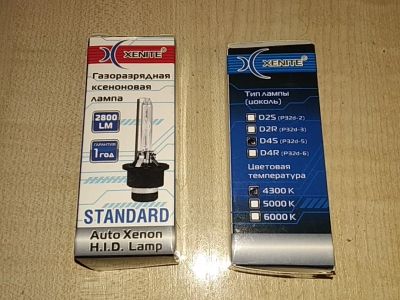 XENITE®
Газоразрядная
ксеноновая
лампа
2800
LM
ГАРАНТИЯ
1 год
STANDARD
Auto Xenon
H.I.D. Lamp
XENITE®
Тип лампы
(цоколь)
D2S (P32d-2)
D2R (P32d-3)
D4S (P32d-5)
D4R (P32d-6)
Цветовая
температура
4300 K
5000 K
6000 K